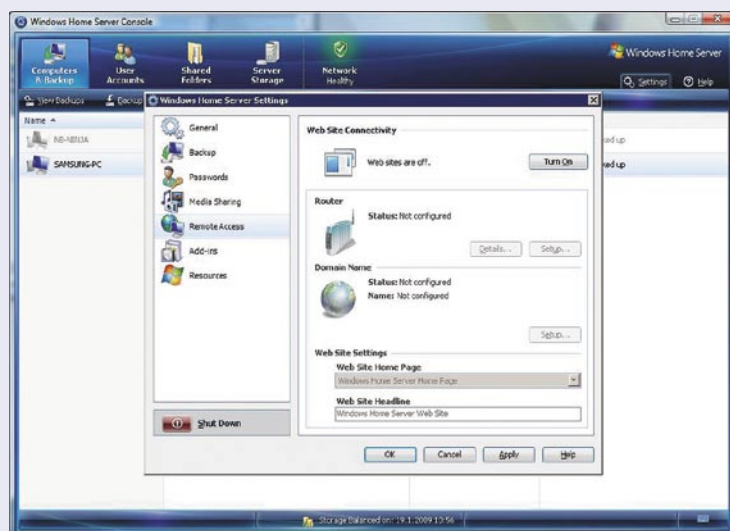 Windows Home Server Console
Computers & Backup
User Accounts
Shared Folders
Server Storage
Network Healthy
Windows Home Server
Settings
Help
View Backups
Backup
Windows Home Server Settings
Name
SAMSUNG-PC
General
Backup
Passwords
Media Sharing
Remote Access
Add-ins
Resources
Shut Down
Web Site Connectivity
Web sites are off.
Turn On
Router
Status: Not configured
Details...
Setup...
Domain Name
Status: Not configured
Name: Not configured
Setup...
Web Site Settings
Web Site Home Page
Windows Home Server Home Page
Web Site Headline
Windows Home Server Web Site
OK
Cancel
Apply
Help
ked up
ked up
Storage Balanced on: 19.1.2009 10:56